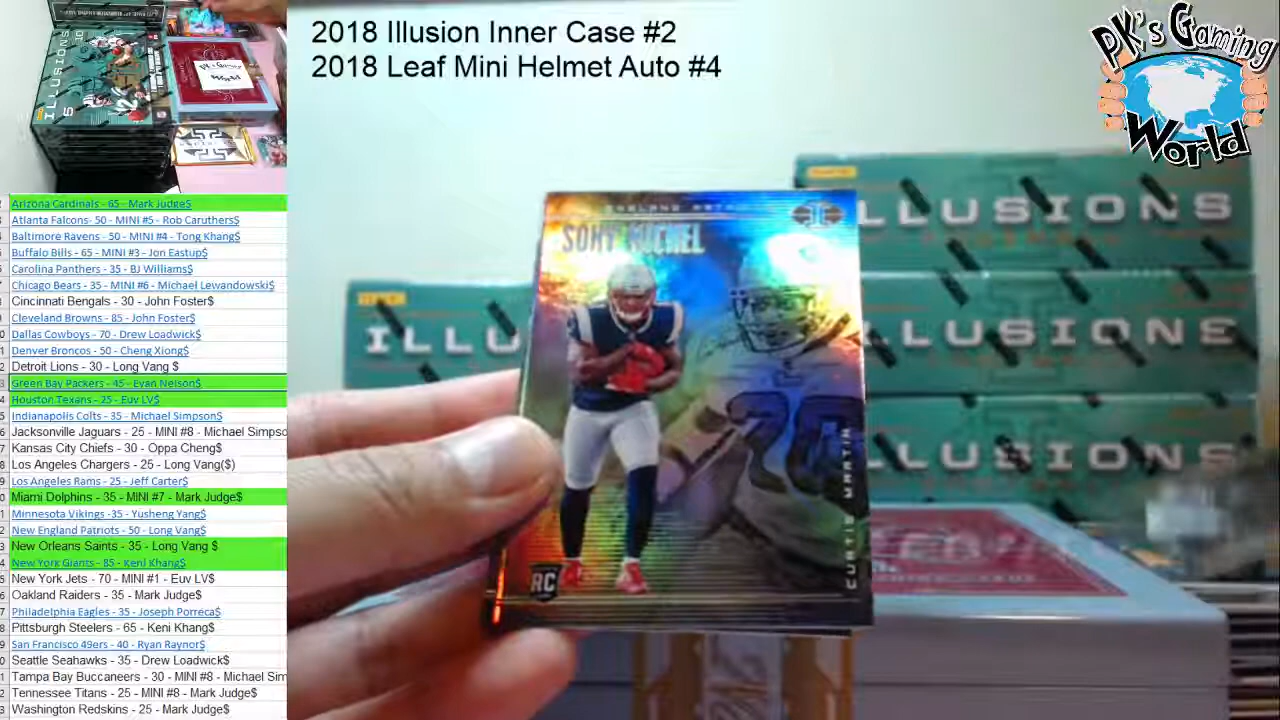 2018 Illusion Inner Case #2
2018 Leaf Mini Helmet Auto #4
PK's Gaming
World
ILLUSIONS
Arizona Cardinals - 65 - Mark Judge$
Atlanta Falcons- 50 - MINI #5 - Rob Caruthers$
Baltimore Ravens - 50 - MINI #4 - Tong Khang$
Buffalo Bills - 65 - MINI #3 - Jon Eastup$
Carolina Panthers - 35 - BJ Williams$
Chicago Bears - 35 - MINI #6 - Michael Lewandowski$
Cincinnati Bengals - 30 - John Foster$
Cleveland Browns - 85 - John Foster$
Dallas Cowboys - 70 - Drew Loadwick$
Denver Broncos - 50 - Cheng Xiong$
Detroit Lions - 30 - Long Vang $
Green Bay Packers - 45 - Evan Nelson$
Houston Texans - 25 - Euv LV$
Indianapolis Colts - 35 - Michael Simpson$
Jacksonville Jaguars - 25 - MINI #8 - Michael Simpso
Kansas City Chiefs - 30 - Oppa Cheng$
Los Angeles Chargers - 25 - Long Vang($)
Los Angeles Rams - 25 - Jeff Carter$
Miami Dolphins - 35 - MINI #7 - Mark Judge$
Minnesota Vikings -35 - Yusheng Yang$
New England Patriots - 50 - Long Vang$
New Orleans Saints - 35 - Long Vang $
New York Giants - 85 - Keni Khang$
New York Jets - 70 - MINI #1 - Euv LV$
Oakland Raiders - 35 - Mark Judge$
Philadelphia Eagles - 35 - Joseph Porreca$
Pittsburgh Steelers - 65 - Keni Khang$
San Francisco 49ers - 40 - Ryan Raynor$
Seattle Seahawks - 35 - Drew Loadwick$
Tampa Bay Buccaneers - 30 - MINI #8 - Michael Sim
Tennessee Titans - 25 - MINI #8 - Mark Judge$
Washington Redskins - 25 - Mark Judge$
SONY MICHEL
CURTIS MARTIN
RC
28
ILLUSIONS
ILLUSIONS
ILLUSIONS
ILLU